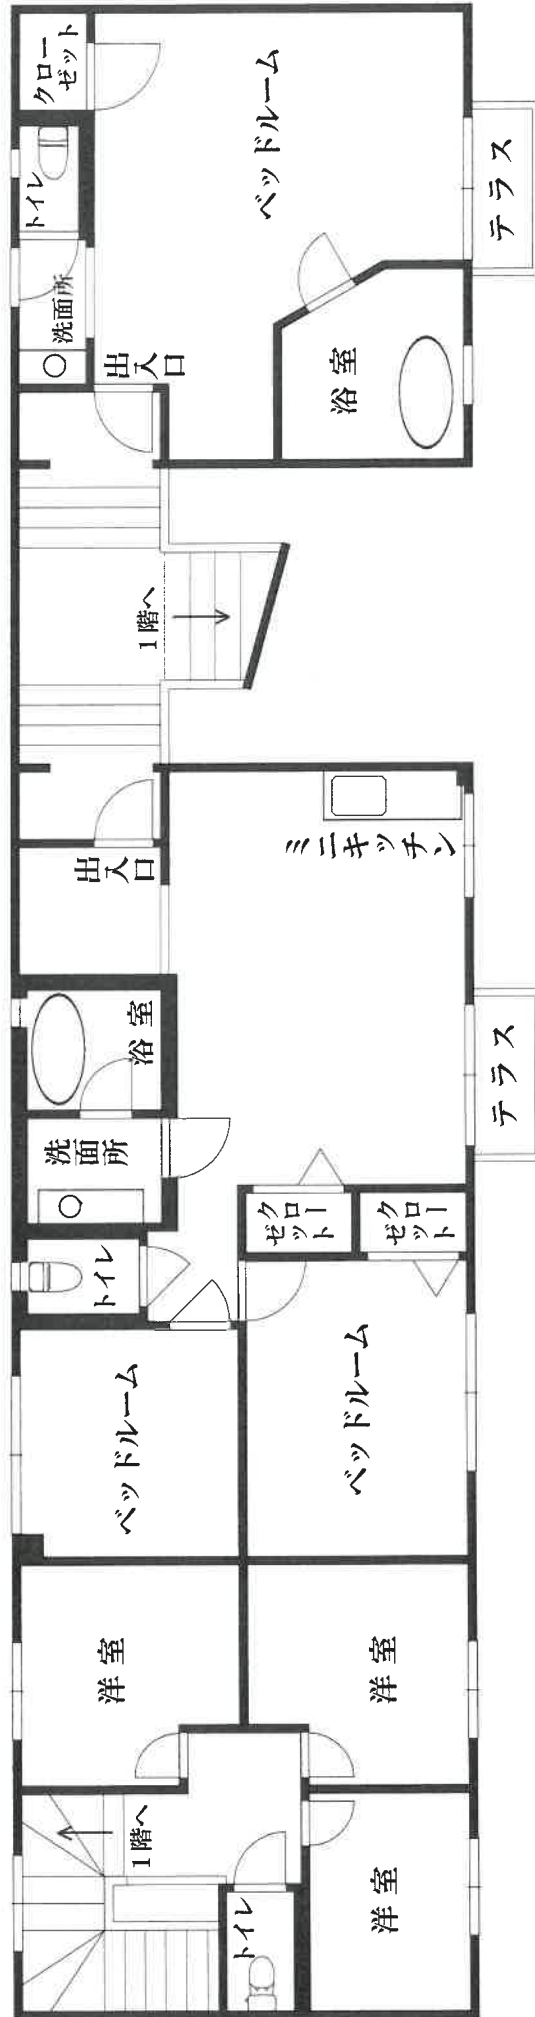 1階へ
トイレ
洋室
洋室
洋室
ベッドルーム
ベッドルーム
トイレ
洗面所
浴室
クロー
ゼット
クロー
ゼット
出入口
ミニキッチン
テラス
1階へ
出入口
洗面所
トイレ
クロー
ゼット
ベッドルーム
浴室
テラス